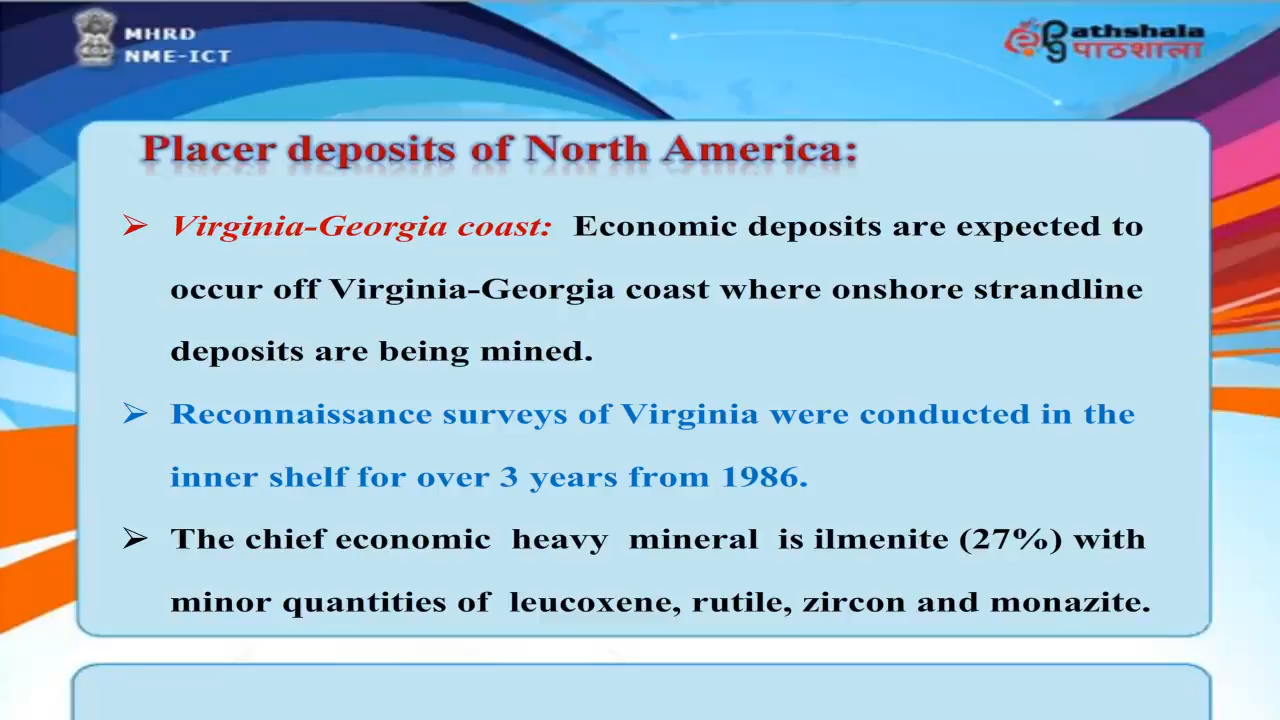 MHRD
NME-ICT
athshala
पाठशाला
Placer deposits of North America:
➢ Virginia-Georgia coast: Economic deposits are expected to
occur off Virginia-Georgia coast where onshore strandline
deposits are being mined.
➢ Reconnaissance surveys of Virginia were conducted in the
inner shelf for over 3 years from 1986.
➢ The chief economic heavy mineral is ilmenite (27%) with
minor quantities of leucoxene, rutile, zircon and monazite.